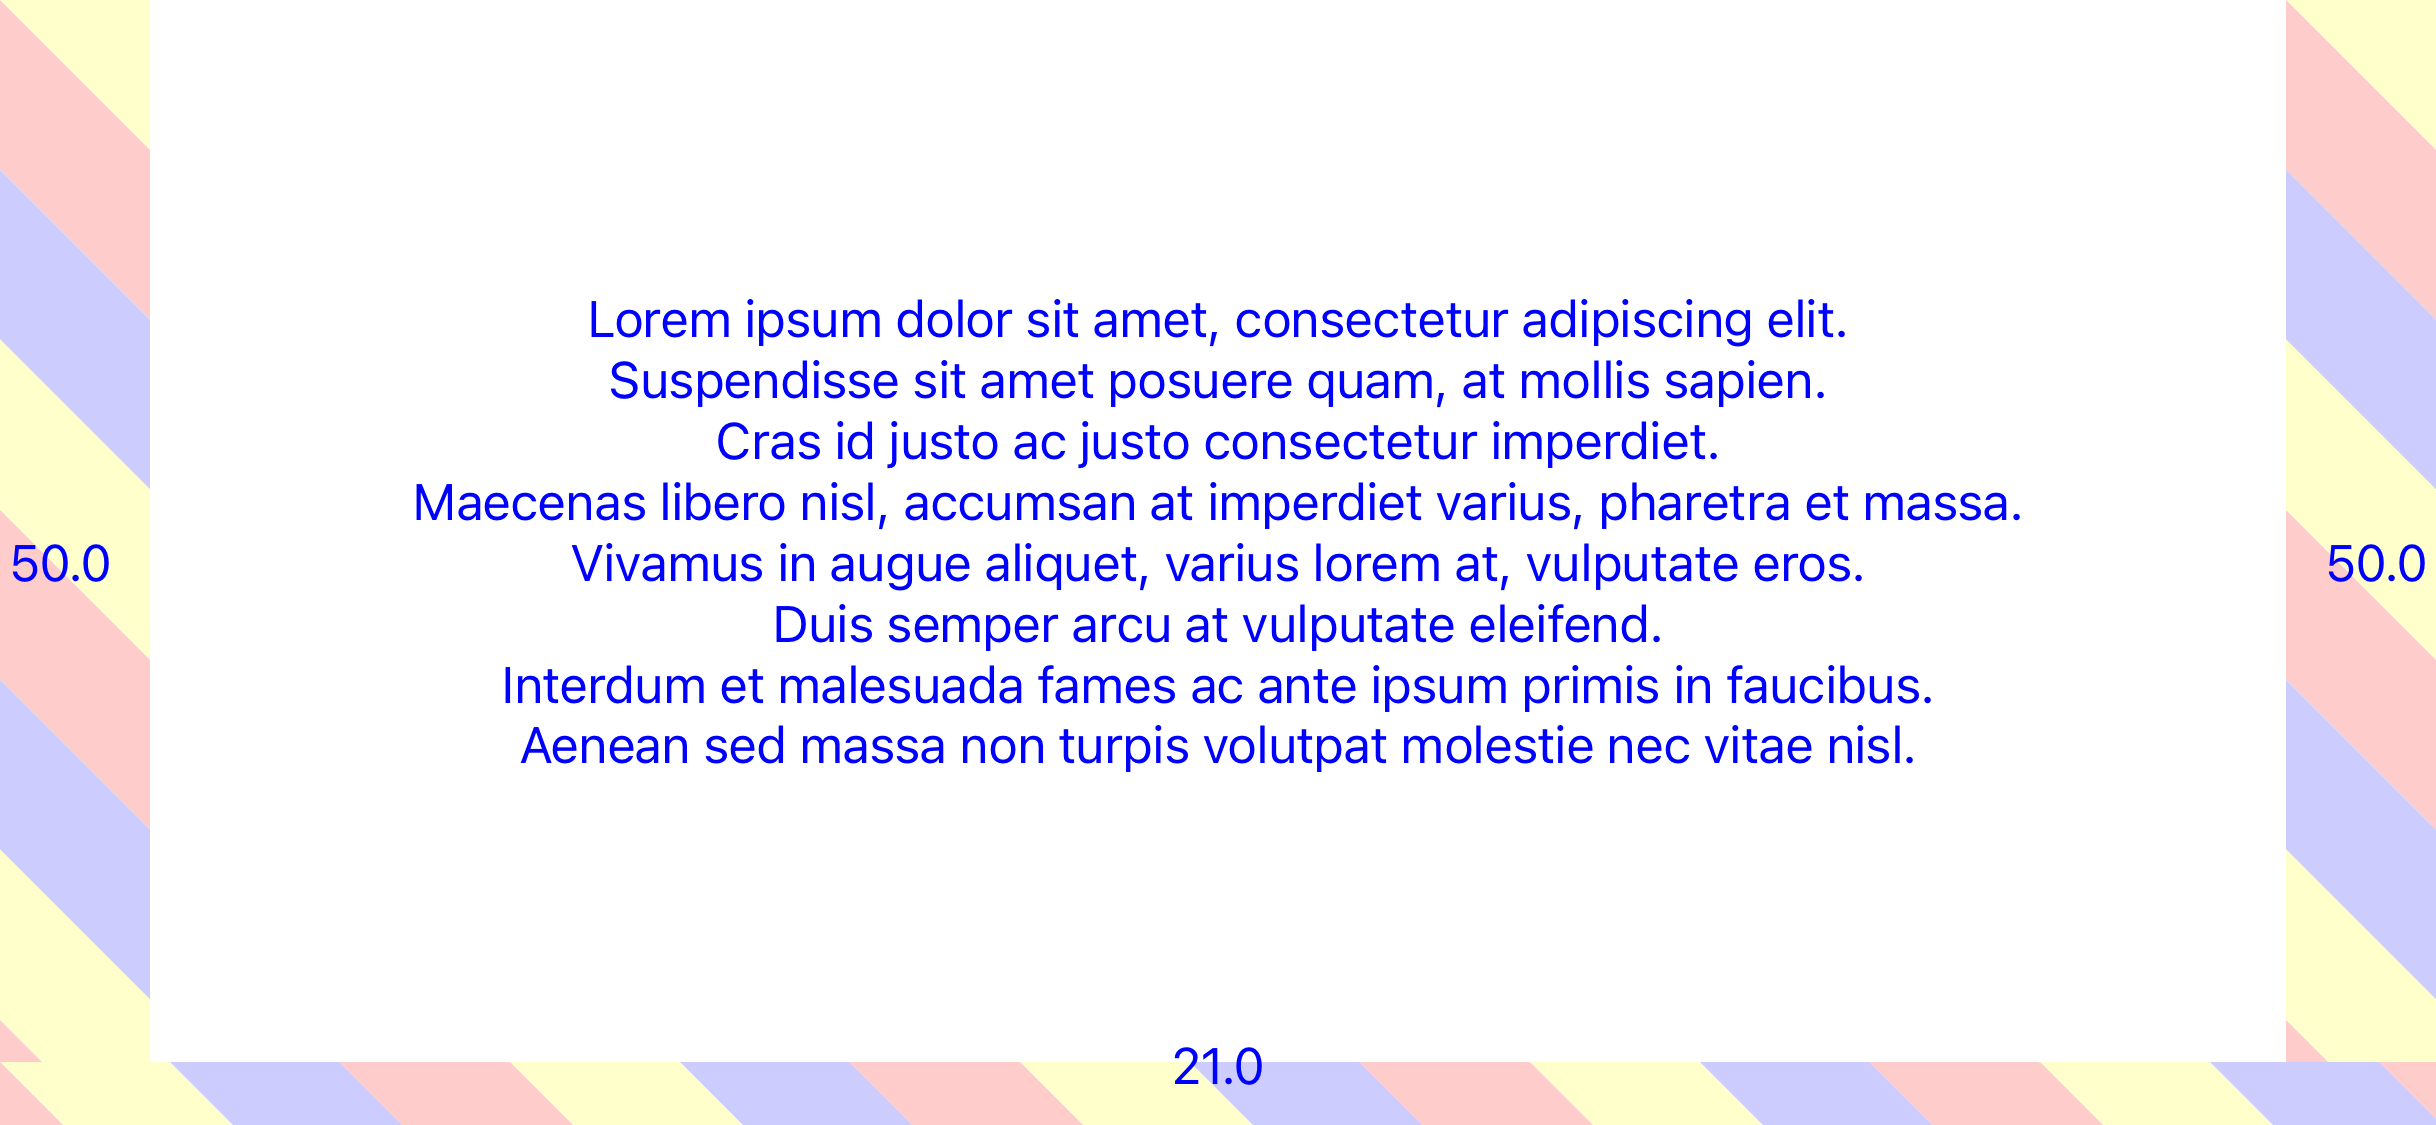 Lorem ipsum dolor sit amet, consectetur adipiscing elit.
Suspendisse sit amet posuere quam, at mollis sapien.
Cras id justo ac justo consectetur imperdiet.
Maecenas libero nisl, accumsan at imperdiet varius, pharetra et massa.
50.0
Vivamus in augue aliquet, varius lorem at, vulputate eros.
50.0
Duis semper arcu at vulputate eleifend.
Interdum et malesuada fames ac ante ipsum primis in faucibus.
Aenean sed massa non turpis volutpat molestie nec vitae nisl.
21.0